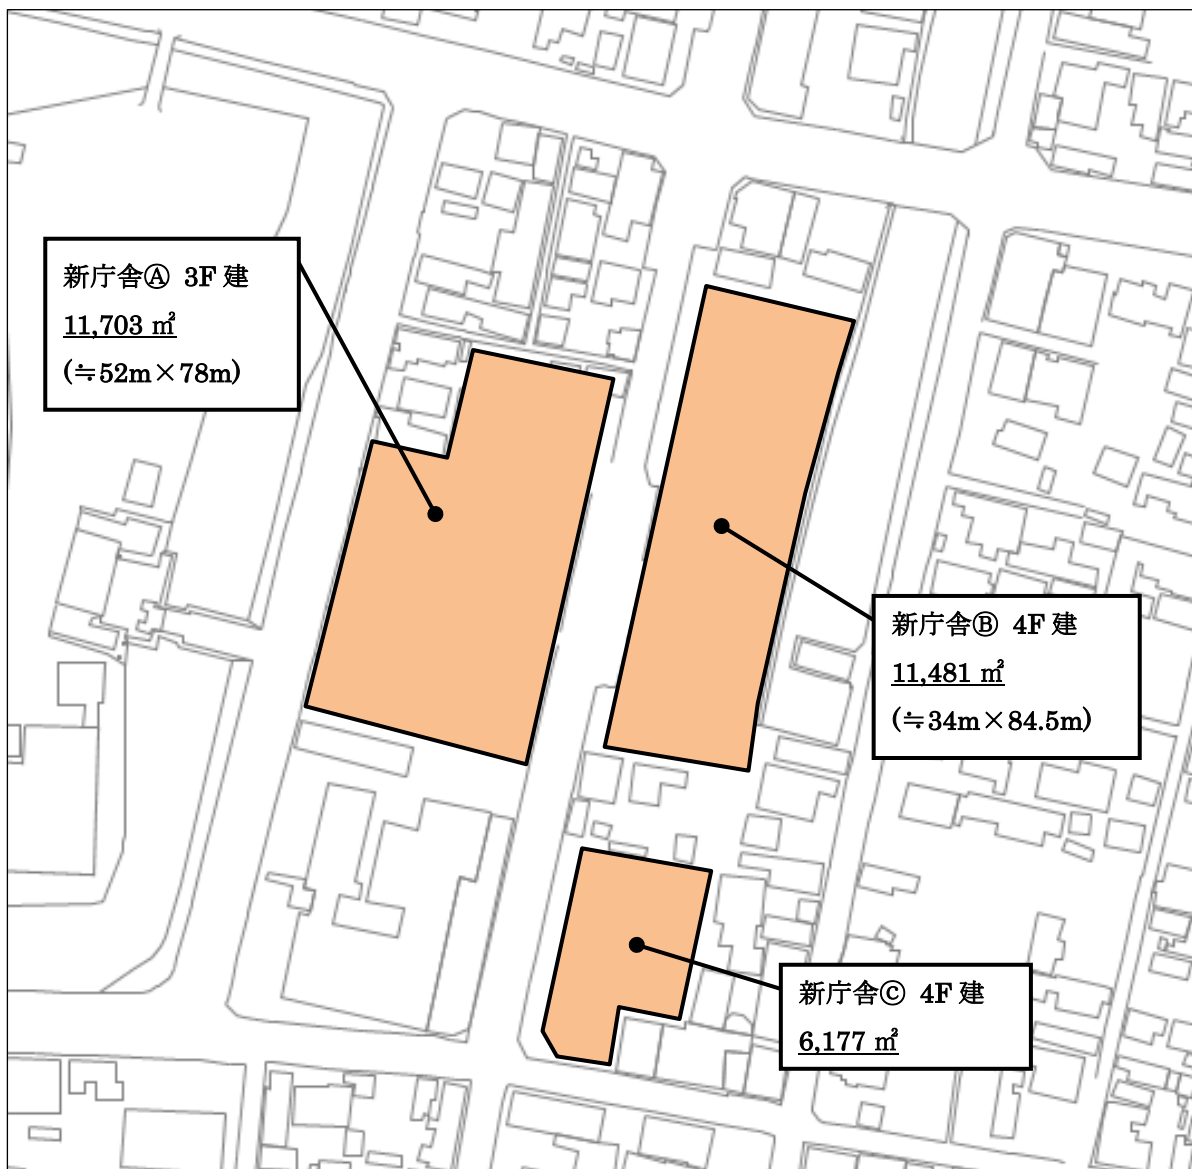 新庁舎Ⓐ 3F 建
11,703 ㎡
(≒52m×78m)
新庁舎Ⓑ 4F 建
11,481 ㎡
(≒34m×84.5m)
新庁舎Ⓒ 4F 建
6,177 ㎡